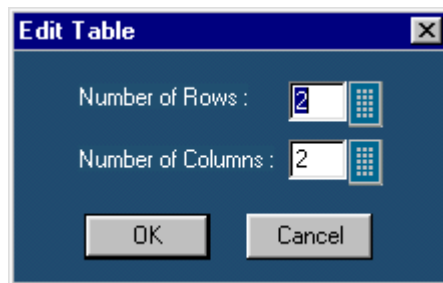 Edit Table
Number of Rows : 2
Number of Columns : 2
OK Cancel